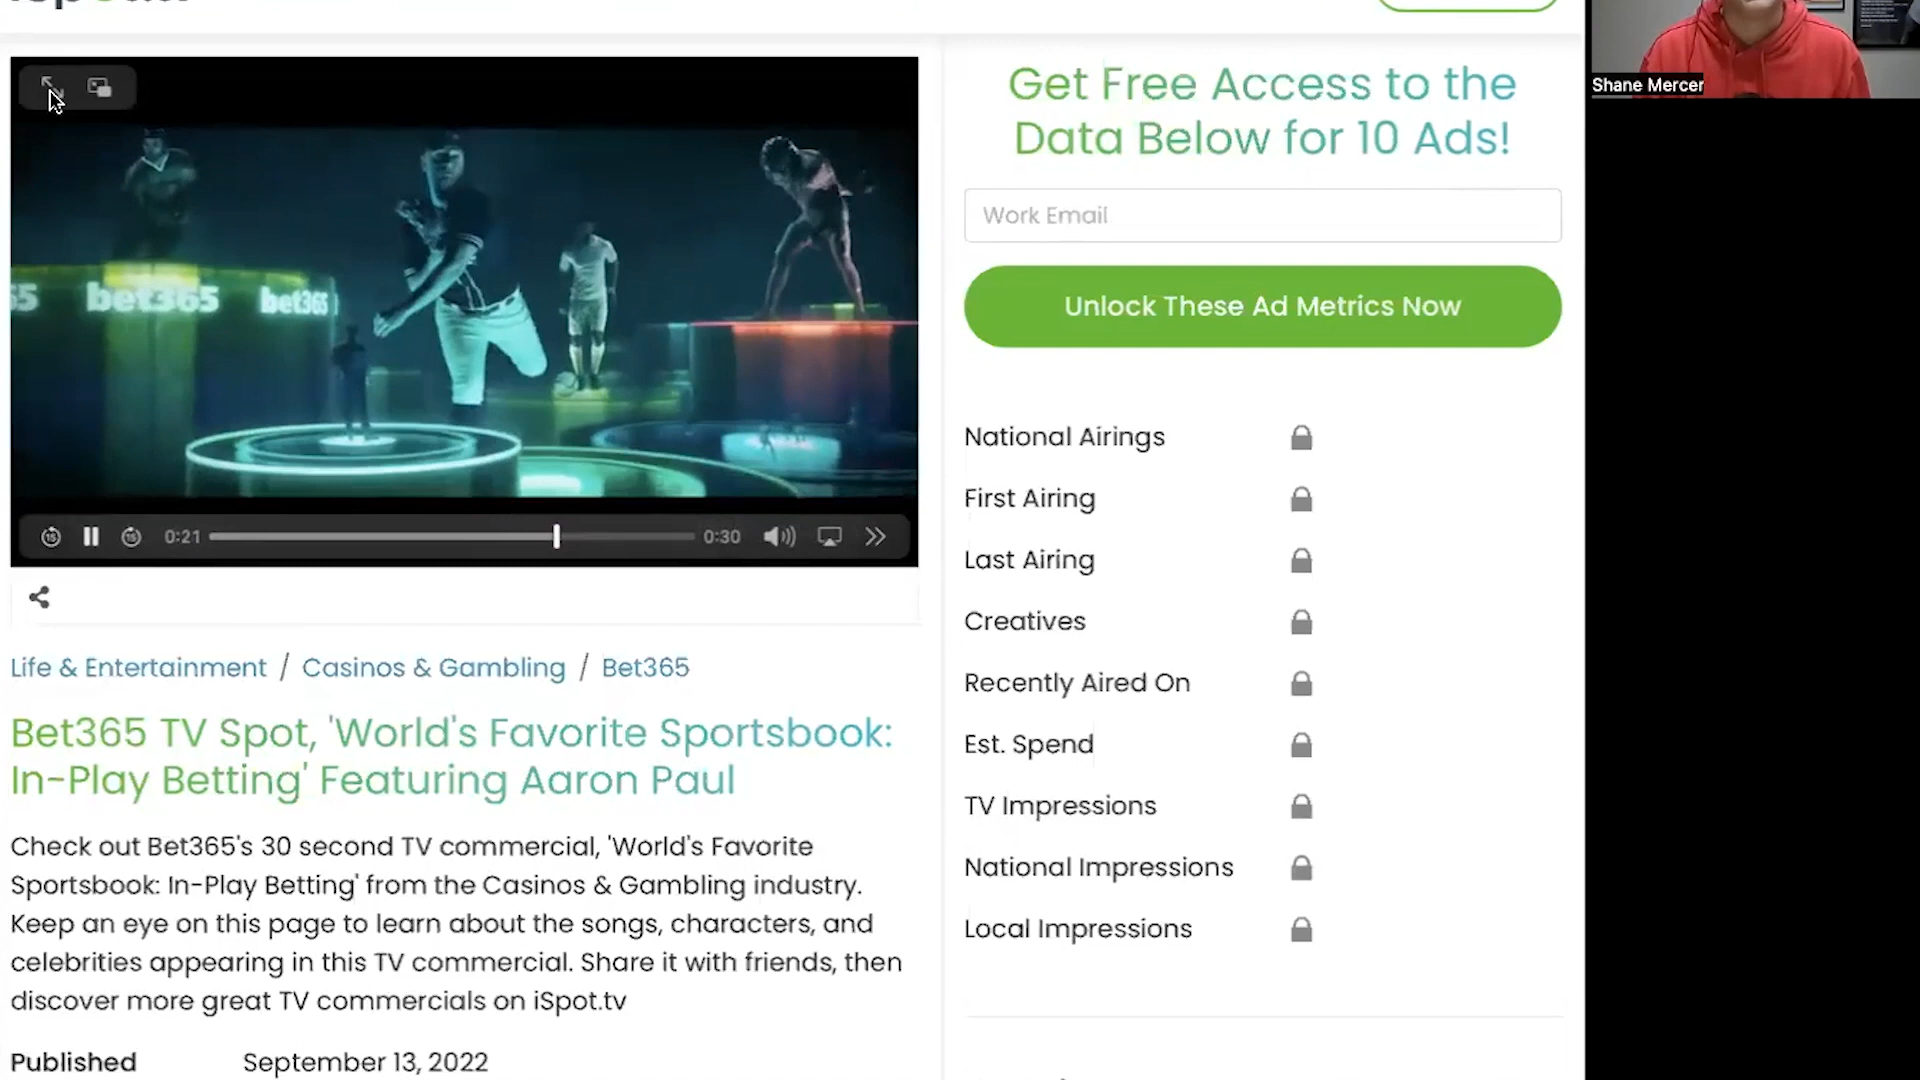 Shane Mercer
bet365
bet365
15
15
0:21
0:30
Life & Entertainment / Casinos & Gambling / Bet365
Bet365 TV Spot, 'World's Favorite Sportsbook:
In-Play Betting' Featuring Aaron Paul
Check out Bet365's 30 second TV commercial, 'World's Favorite
Sportsbook: In-Play Betting' from the Casinos & Gambling industry.
Keep an eye on this page to learn about the songs, characters, and
celebrities appearing in this TV commercial. Share it with friends, then
discover more great TV commercials on iSpot.tv
Published September 13, 2022
Get Free Access to the
Data Below for 10 Ads!
Work Email
Unlock These Ad Metrics Now
National Airings
First Airing
Last Airing
Creatives
Recently Aired On
Est. Spend
TV Impressions
National Impressions
Local Impressions